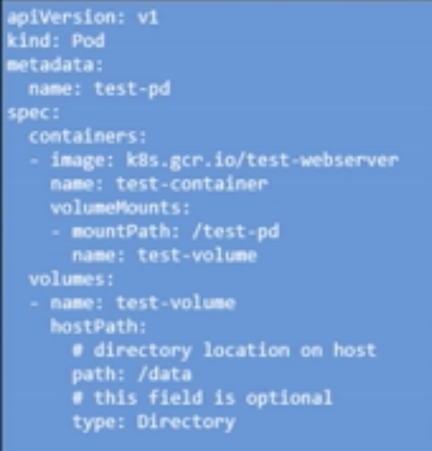 apiVersion: v1
kind: Pod
metadata:
  name: test-pd
spec:
  containers:
  - image: k8s.gcr.io/test-webserver
    name: test-container
    volumeMounts:
    - mountPath: /test-pd
      name: test-volume
  volumes:
  - name: test-volume
    hostPath:
      # directory location on host
      path: /data
      # this field is optional
      type: Directory